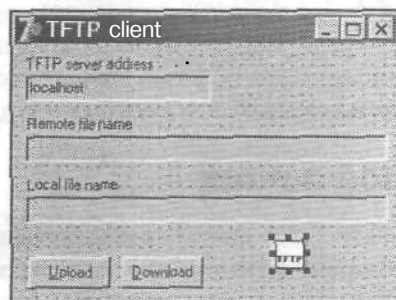 TFTP client
TFTP server address
localhost
Remote file name
Local file name
Upload Download
TFTP